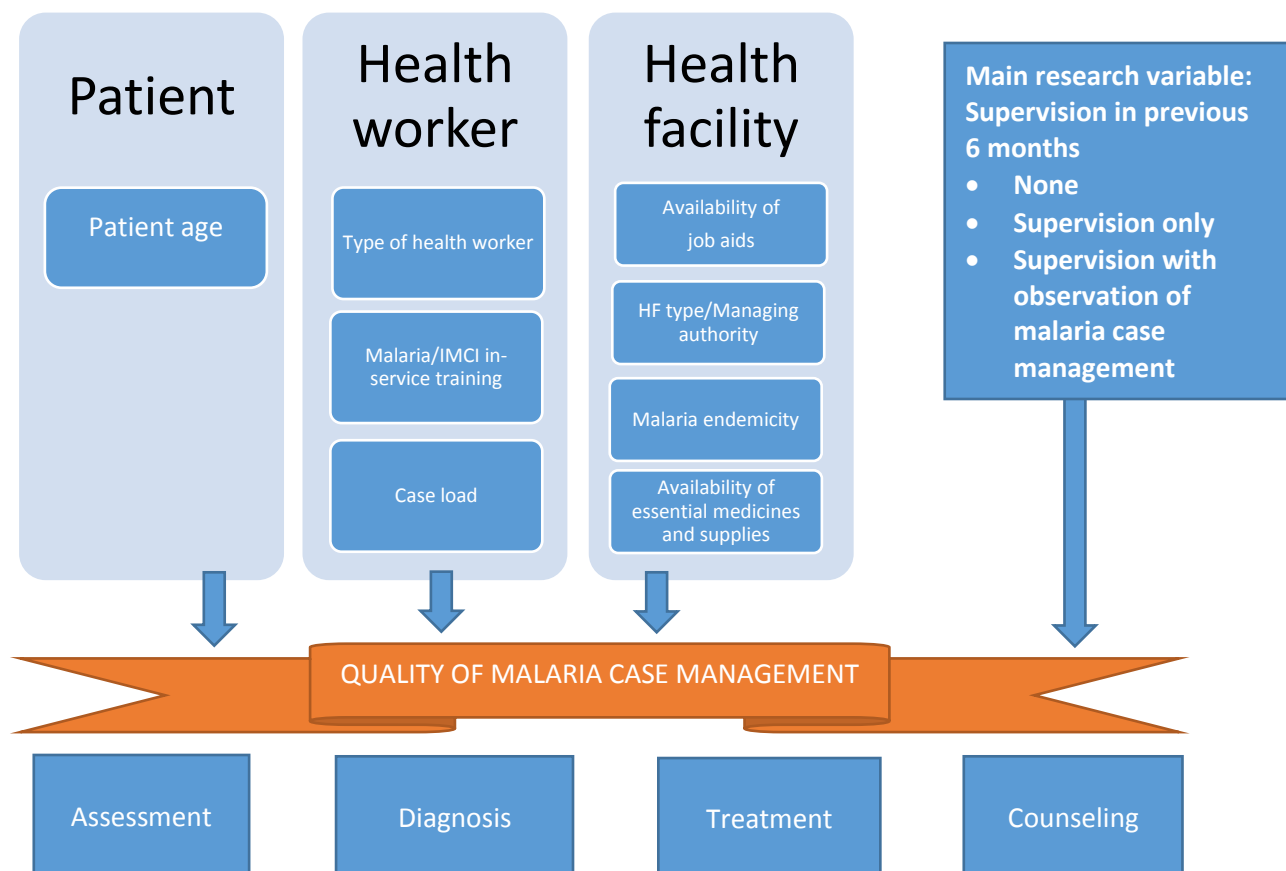 Patient
Patient age
Health
worker
Type of health worker
Malaria/IMCI in-
service training
Case load
Health
facility
Availability of
job aids
HF type/Managing
authority
Malaria endemicity
Availability of
essential medicines
and supplies
Main research variable:
Supervision in previous
6 months
• None
• Supervision only
• Supervision with
observation of
malaria case
management
QUALITY OF MALARIA CASE MANAGEMENT
Assessment
Diagnosis
Treatment
Counseling